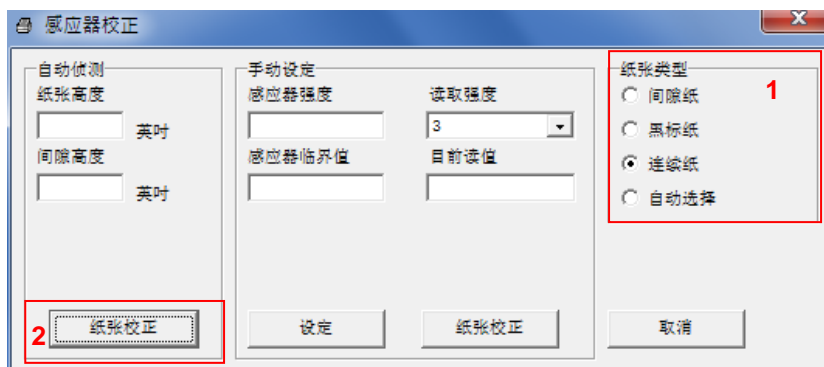 感应器校正
自动侦测
纸张高度
英吋
间隙高度
英吋
2
纸张校正
手动设定
感应器强度
读取强度
3
感应器临界值
目前读值
设定
纸张校正
纸张类型
1
间隙纸
黑标纸
连续纸
自动选择
取消